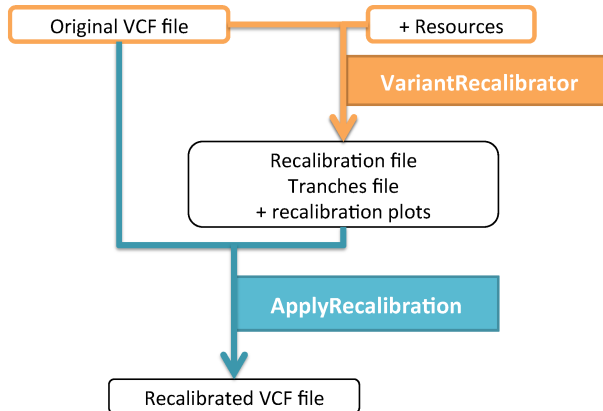 Original VCF file
+ Resources
VariantRecalibrator
Recalibration file
Tranches file
+ recalibration plots
ApplyRecalibration
Recalibrated VCF file